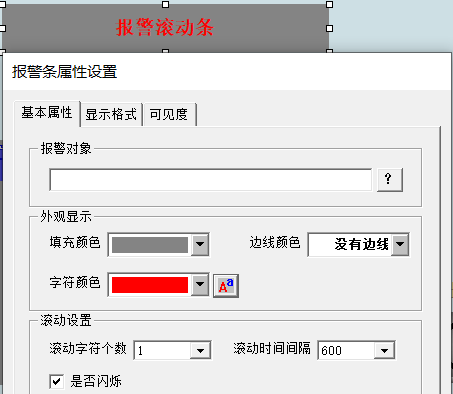 报警滚动条
报警条属性设置
基本属性 显示格式 可见度
报警对象
?
外观显示
填充颜色 边线颜色 没有边线
字符颜色 Aa
滚动设置
滚动字符个数 1 滚动时间间隔 600
是否闪烁